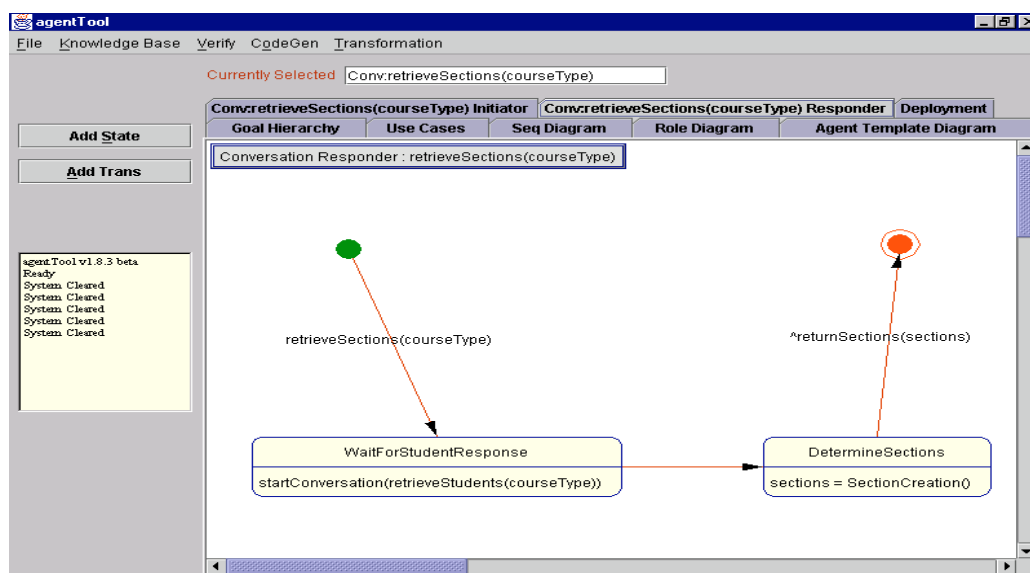 agentTool
File Knowledge Base Verify CodeGen Transformation
Currently Selected Conv:retrieveSections(courseType)
Conv:retrieveSections(courseType) Initiator Conv:retrieveSections(courseType) Responder Deployment
Goal Hierarchy Use Cases Seq Diagram Role Diagram Agent Template Diagram
Add State
Add Trans
agentTool v1.8.3 beta
Ready
System Cleared
System Cleared
System Cleared
System Cleared
System Cleared
Conversation Responder : retrieveSections(courseType)
retrieveSections(courseType)
^returnSections(sections)
WaitForStudentResponse
startConversation(retrieveStudents(courseType))
DetermineSections
sections = SectionCreation()